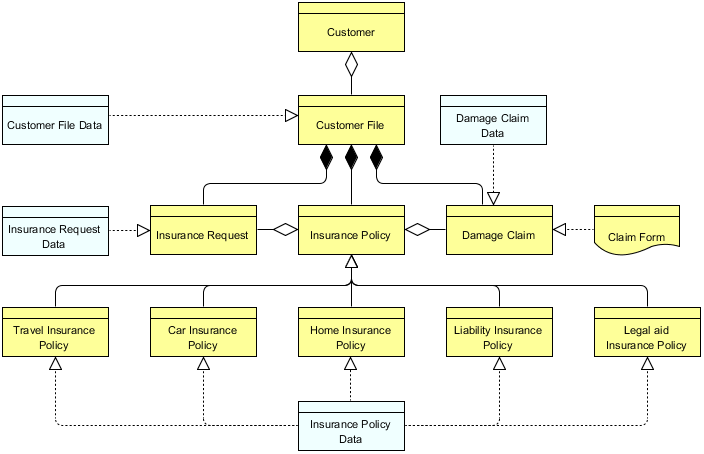 Customer
Customer File Data
Customer File
Damage Claim
Data
Insurance Request
Data
Insurance Request
Insurance Policy
Damage Claim
Claim Form
Travel Insurance
Policy
Car Insurance
Policy
Home Insurance
Policy
Liability Insurance
Policy
Legal aid
Insurance Policy
Insurance Policy
Data